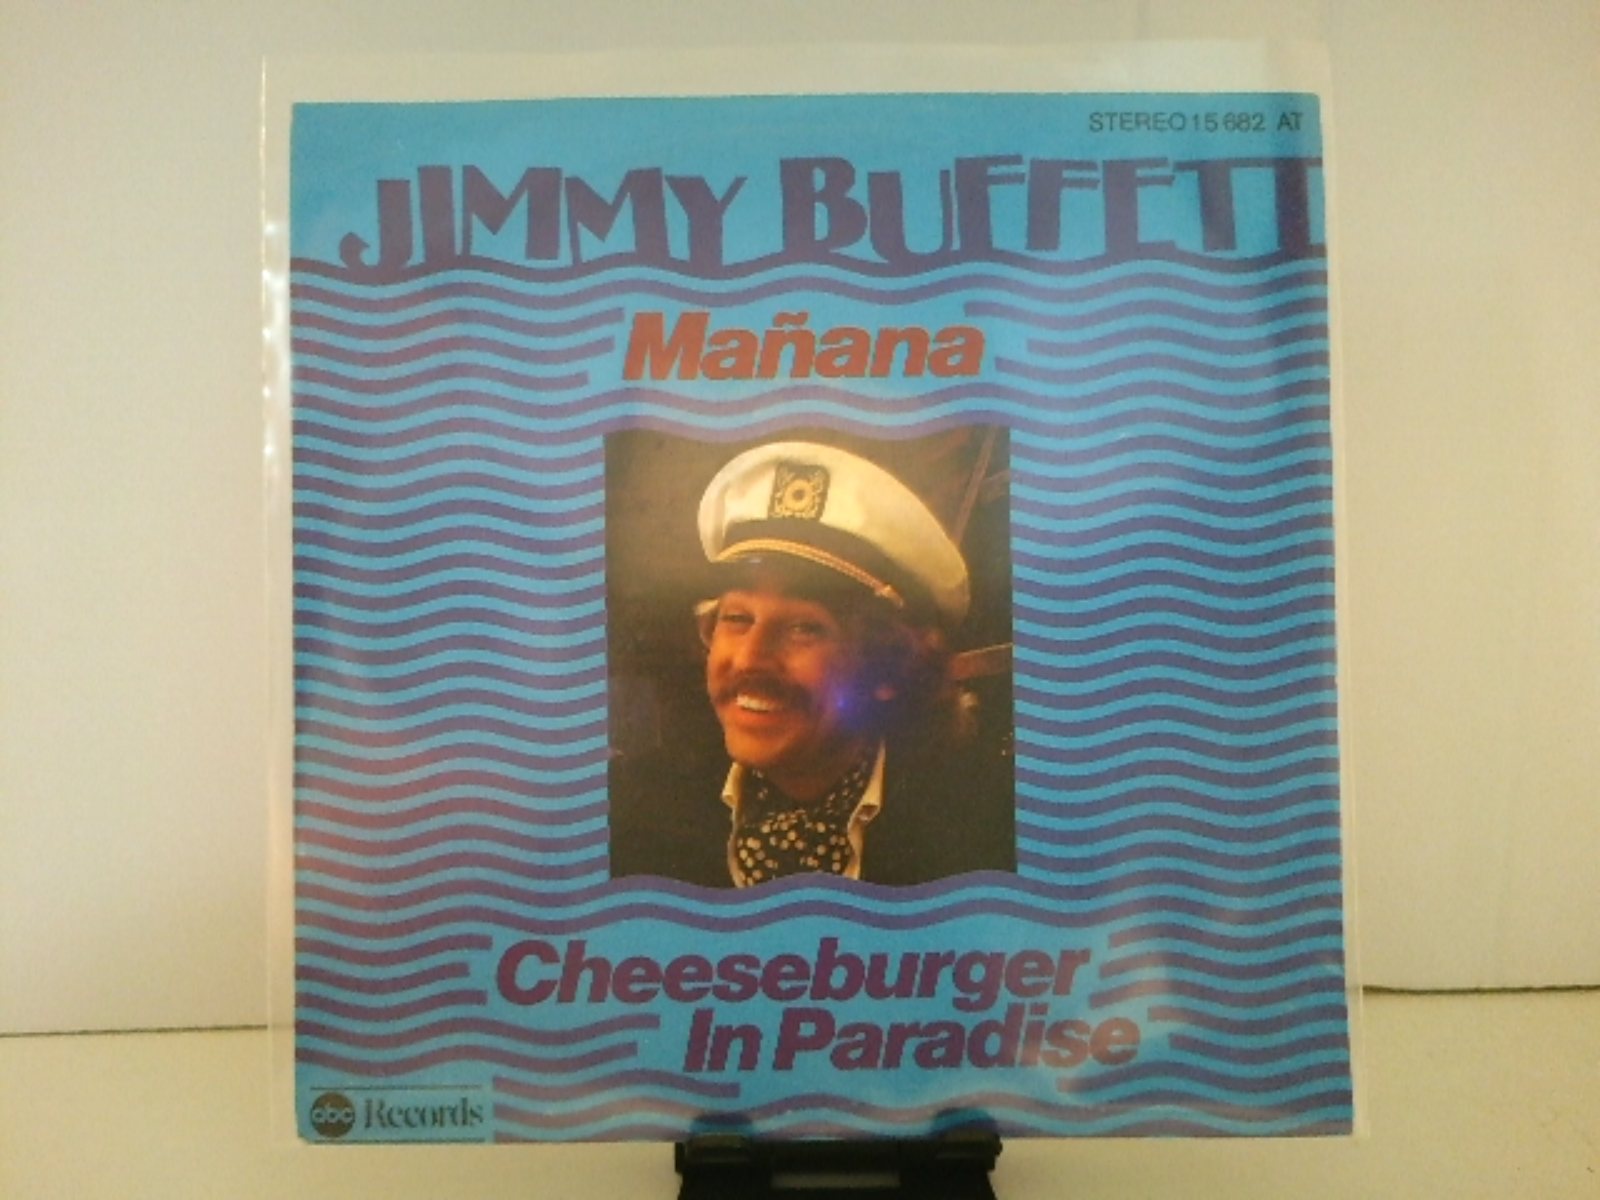 STEREO 15 682 AT
JIMMY BUFFETT
Mañana
Cheeseburger
In Paradise
abc Records